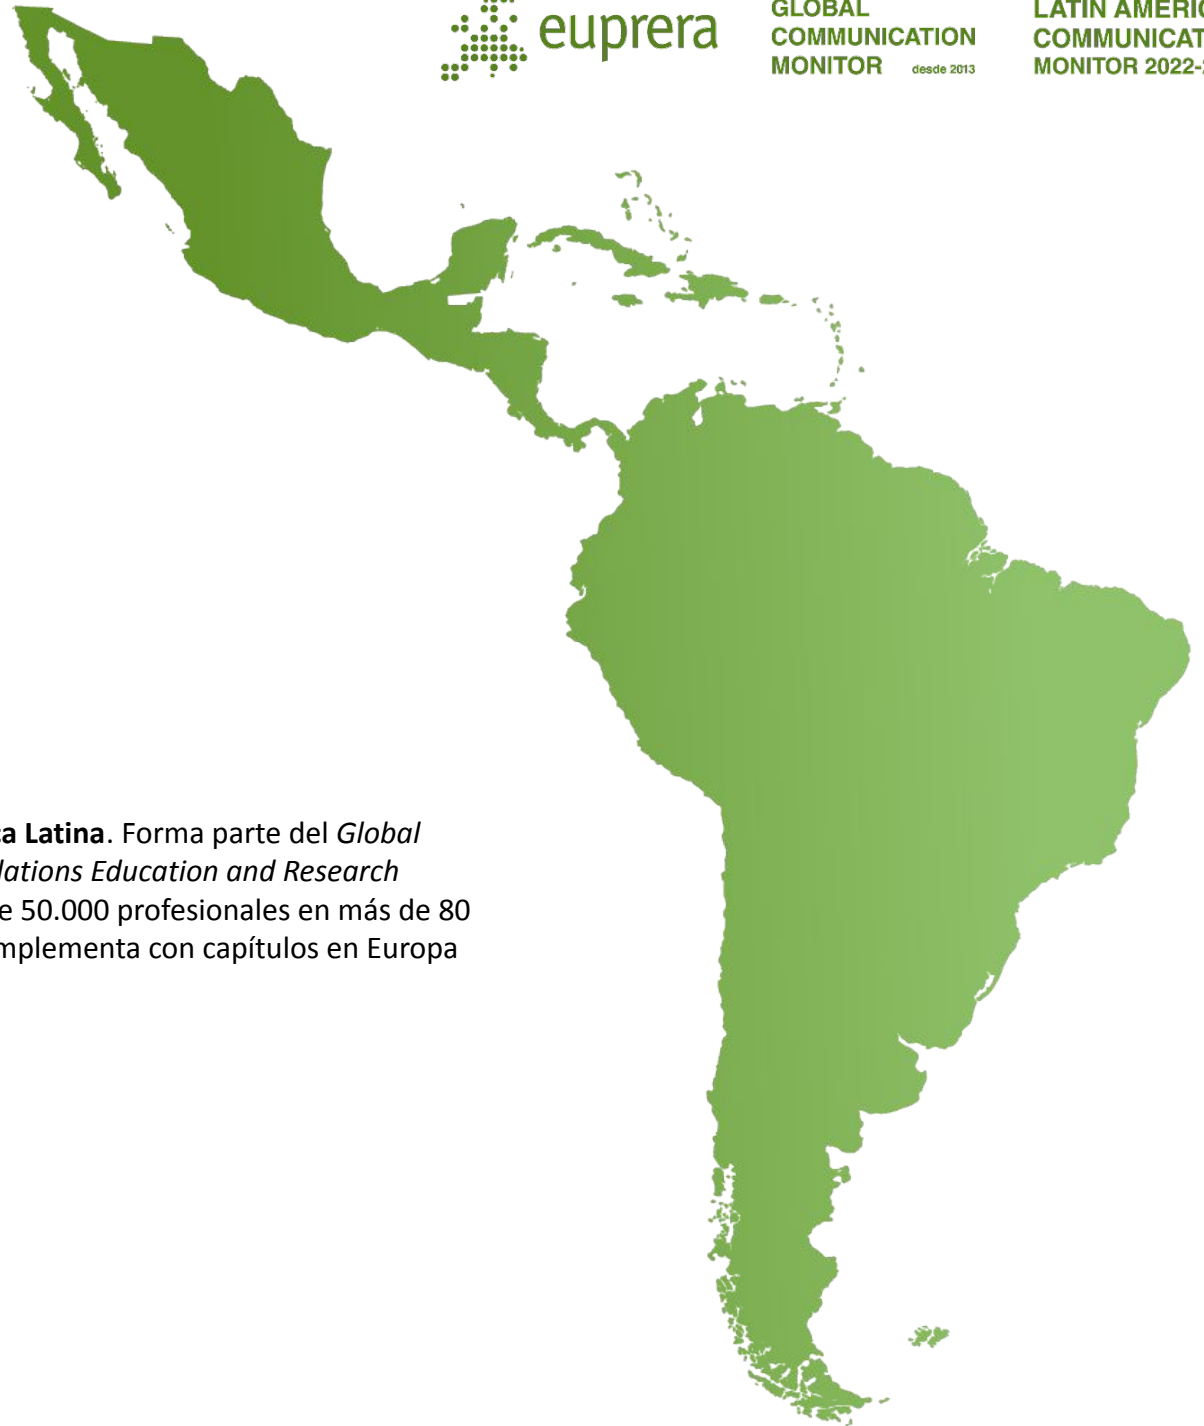 euprera
GLOBAL
COMMUNICATION
MONITOR desde 2013
LATIN AMERI
COMMUNICAT
MONITOR 2022-
a Latina. Forma parte del Global
lations Education and Research
e 50.000 profesionales en más de 80
mplementa con capítulos en Europa